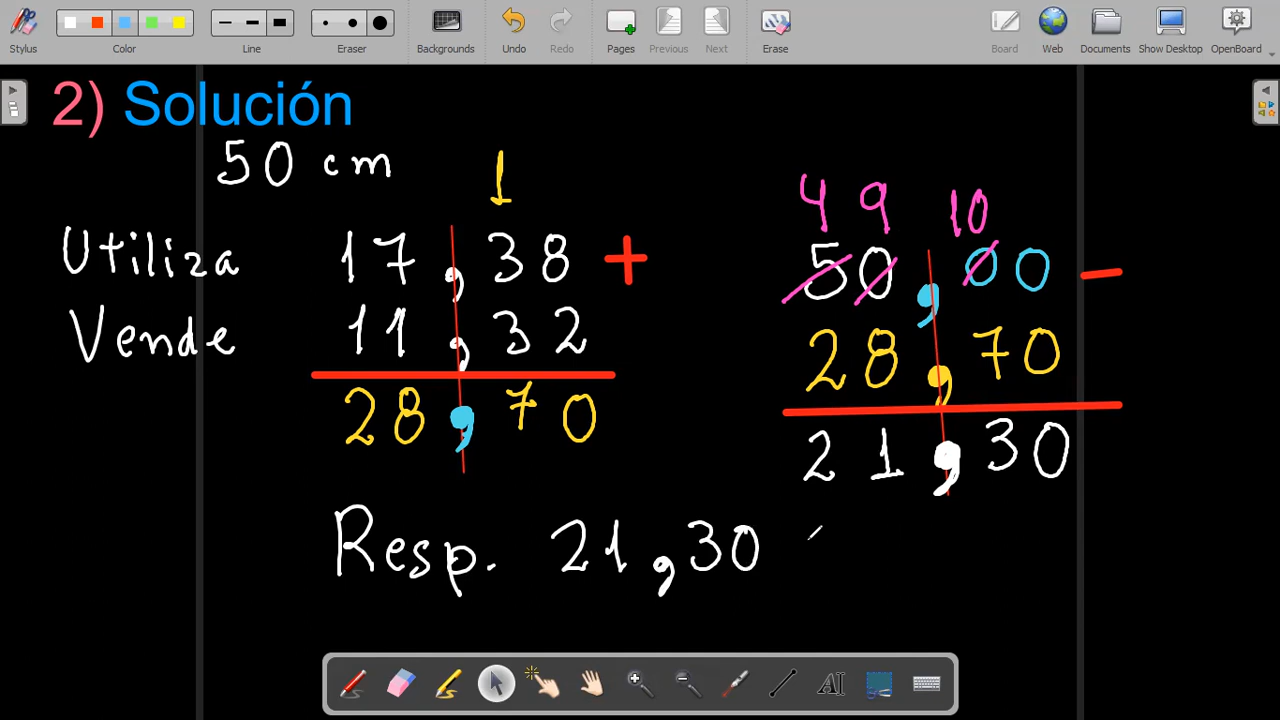 Stylus Color Line Eraser Backgrounds Undo Redo Pages Previous Next Erase Board Web Documents Show Desktop OpenBoard
2) Solución
50 cm
1
4 9 10
Utiliza 17,38 +
50,00 −
Vende 11,32
28,70
28,70
21,30
Resp. 21,30
AI